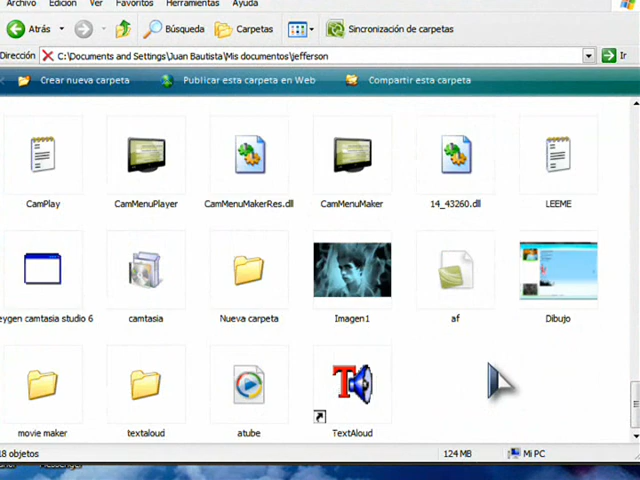 Archivo Edición Ver Favoritos Herramientas Ayuda
Atrás Búsqueda Carpetas Sincronización de carpetas
Dirección C:\Documents and Settings\Juan Bautista\Mis documentos\jefferson Ir
Crear nueva carpeta Publicar esta carpeta en Web Compartir esta carpeta
CamPlay CamMenuPlayer CamMenuMakerRes.dll CamMenuMaker 14_43260.dll LEEME
eygen camtasia studio 6 camtasia Nueva carpeta Imagen1 af Dibujo
movie maker textaloud atube TextAloud
8 objetos 124 MB Mi PC